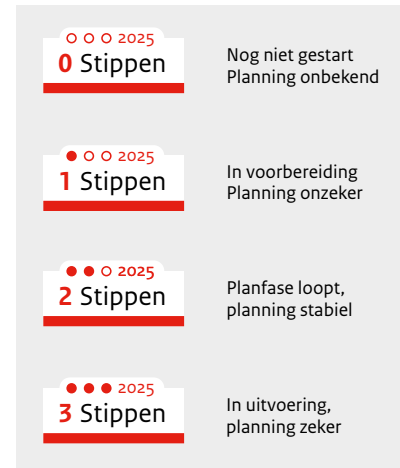 2025
0 Stippen
Nog niet gestart
Planning onbekend
2025
1 Stippen
In voorbereiding
Planning onzeker
2025
2 Stippen
Planfase loopt,
planning stabiel
2025
3 Stippen
In uitvoering,
planning zeker